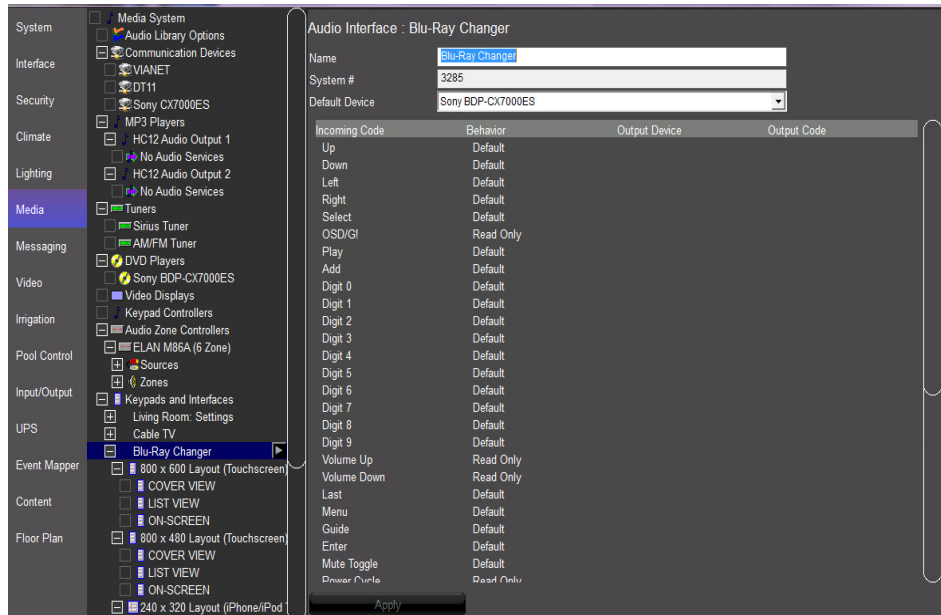 System
Interface
Security
Climate
Lighting
Media
Messaging
Video
Irrigation
Pool Control
Input/Output
UPS
Event Mapper
Content
Floor Plan
Media System
Audio Library Options
Communication Devices
VIANET
DT11
Sony CX7000ES
MP3 Players
HC12 Audio Output 1
No Audio Services
HC12 Audio Output 2
No Audio Services
Tuners
Sirius Tuner
AM/FM Tuner
DVD Players
Sony BDP-CX7000ES
Video Displays
Keypad Controllers
Audio Zone Controllers
ELAN M86A (6 Zone)
Sources
Zones
Keypads and Interfaces
Living Room: Settings
Cable TV
Blu-Ray Changer
800 x 600 Layout (Touchscreen)
COVER VIEW
LIST VIEW
ON-SCREEN
800 x 480 Layout (Touchscreen)
COVER VIEW
LIST VIEW
ON-SCREEN
240 x 320 Layout (iPhone/iPod
Audio Interface : Blu-Ray Changer
Name Blu-Ray Changer
System # 3285
Default Device Sony BDP-CX7000ES
Incoming Code Behavior Output Device Output Code
Up Default
Down Default
Left Default
Right Default
Select Default
OSD/G! Read Only
Play Default
Add Default
Digit 0 Default
Digit 1 Default
Digit 2 Default
Digit 3 Default
Digit 4 Default
Digit 5 Default
Digit 6 Default
Digit 7 Default
Digit 8 Default
Digit 9 Default
Volume Up Read Only
Volume Down Read Only
Last Default
Menu Default
Guide Default
Enter Default
Mute Toggle Default
Power Cycle Read Only
Apply